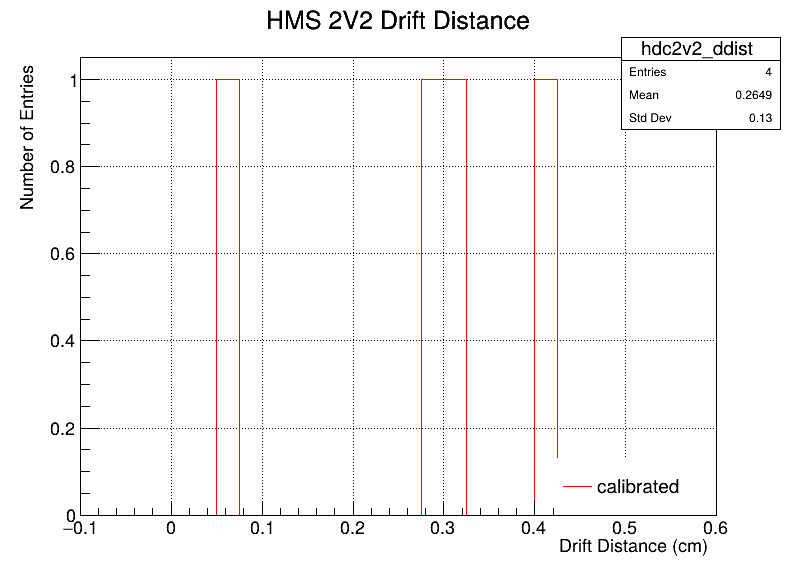 HMS 2V2 Drift Distance
hdc2v2_ddist
Entries 4
Mean 0.2649
Std Dev 0.13
Number of Entries
1
0.8
0.6
0.4
0.2
0
−0.1 0 0.1 0.2 0.3 0.4 0.5 0.6
calibrated
Drift Distance (cm)